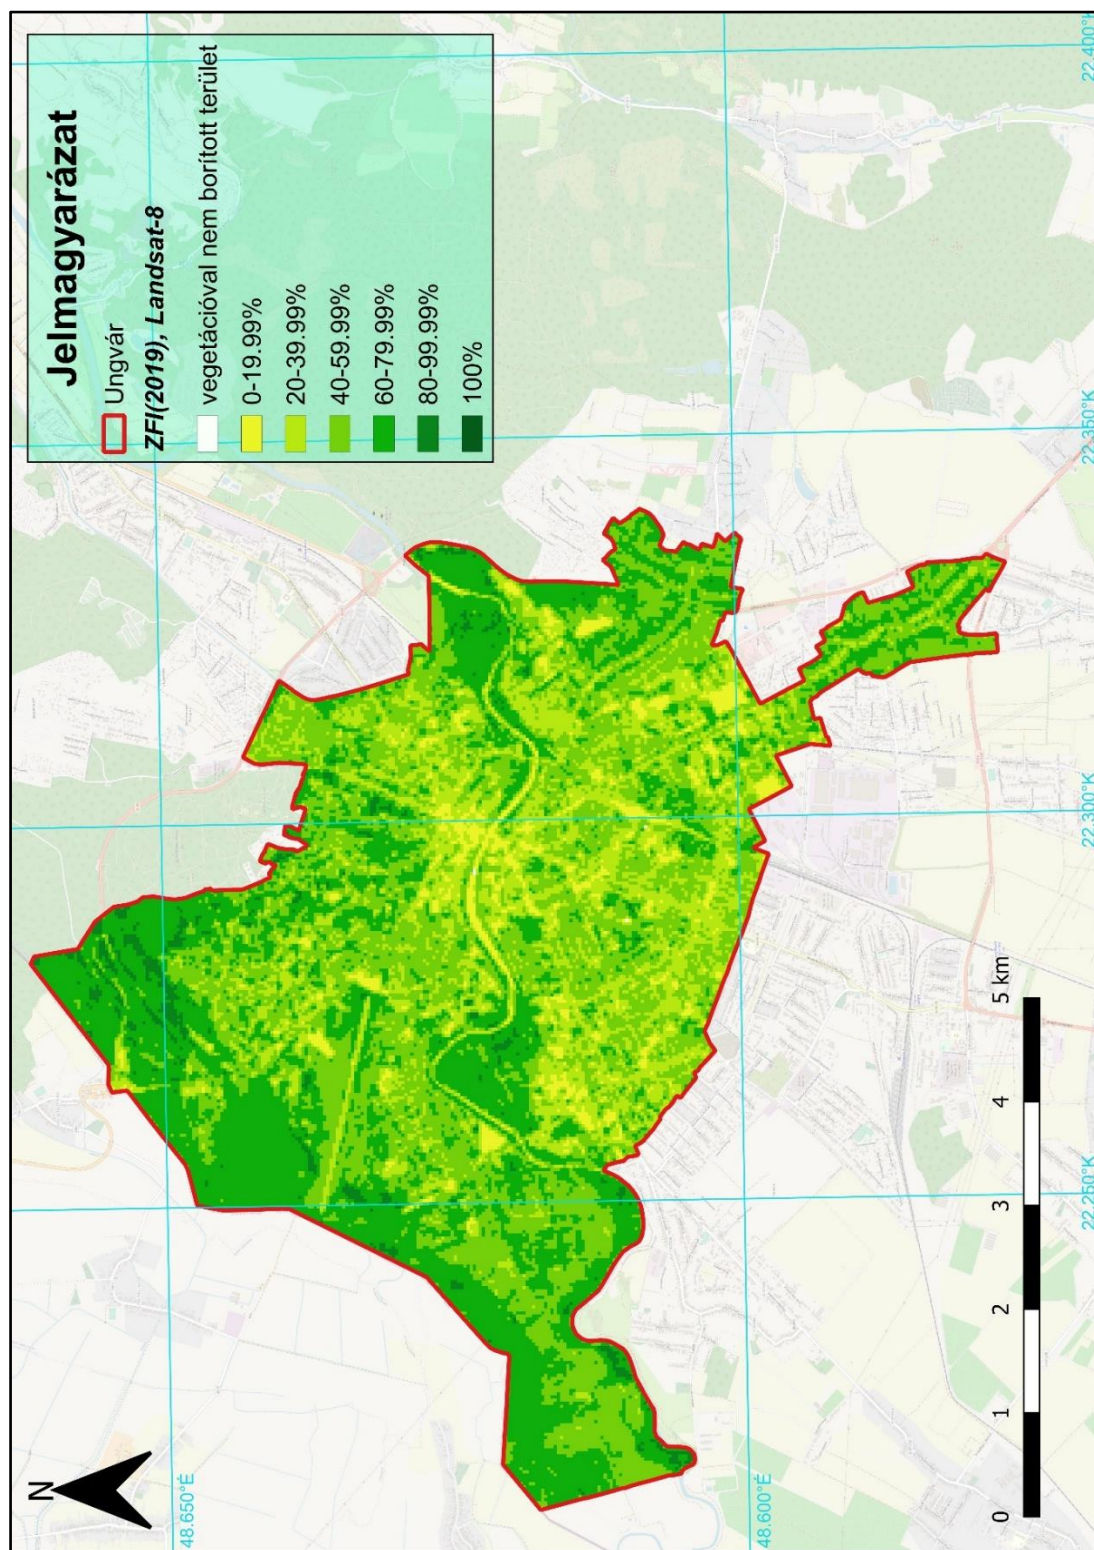 Jelmagyarázat
Ungvár
ZFI(2019), Landsat-8
vegetációval nem borított terület
0-19.99%
20-39.99%
40-59.99%
60-79.99%
80-99.99%
100%
N
48.650°É
48.600°É
22.250°K
22.300°K
22.350°K
22.400°K
0 1 2 3 4 5 km